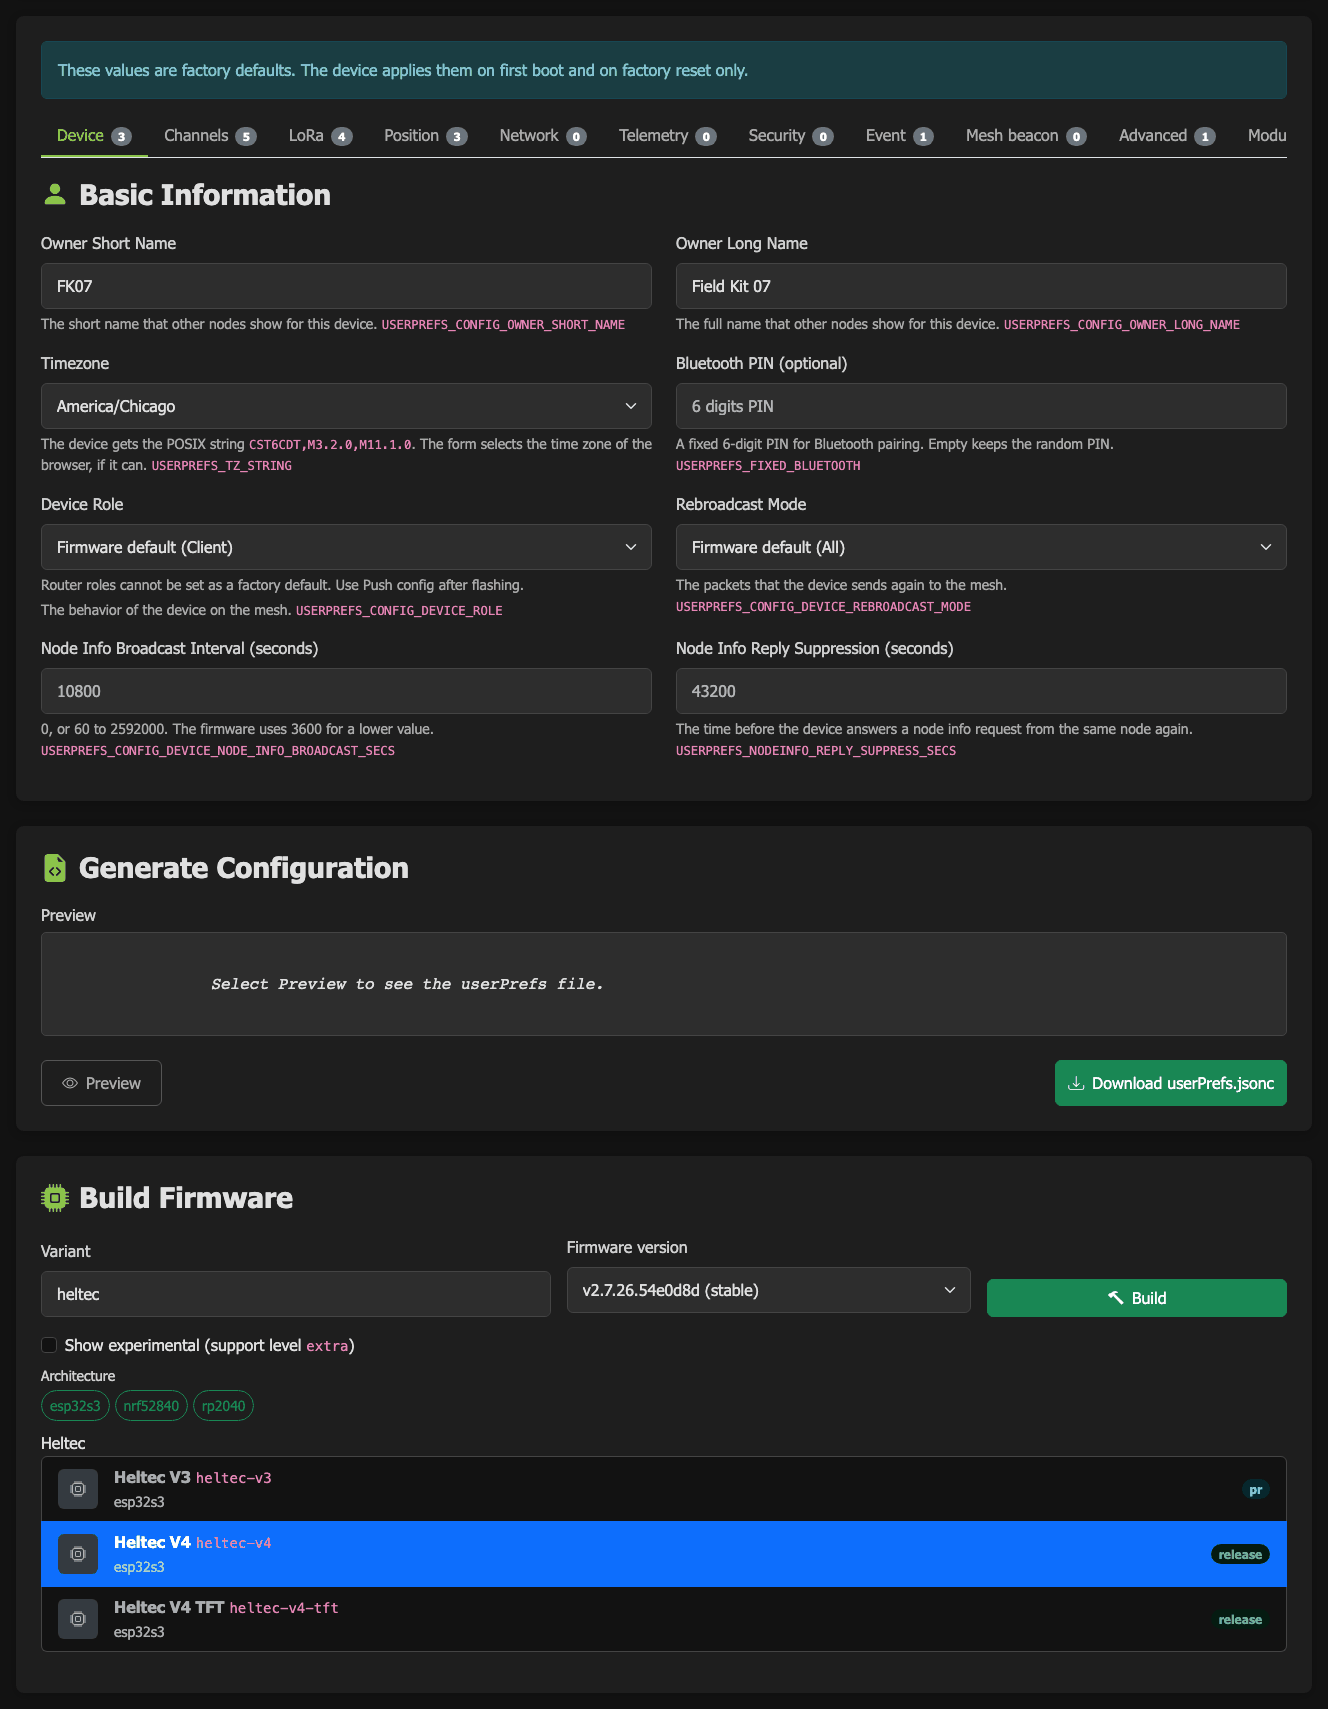 These values are factory defaults. The device applies them on first boot and on factory reset only.
Device 3 Channels 5 LoRa 4 Position 3 Network 0 Telemetry 0 Security 0 Event 1 Mesh beacon 0 Advanced 1 Modu
Basic Information
Owner Short Name
FK07
The short name that other nodes show for this device. USERPREFS_CONFIG_OWNER_SHORT_NAME
Owner Long Name
Field Kit 07
The full name that other nodes show for this device. USERPREFS_CONFIG_OWNER_LONG_NAME
Timezone
America/Chicago
The device gets the POSIX string CST6CDT,M3.2.0,M11.1.0. The form selects the time zone of the
browser, if it can. USERPREFS_TZ_STRING
Bluetooth PIN (optional)
6 digits PIN
A fixed 6-digit PIN for Bluetooth pairing. Empty keeps the random PIN.
USERPREFS_FIXED_BLUETOOTH
Device Role
Firmware default (Client)
Router roles cannot be set as a factory default. Use Push config after flashing.
The behavior of the device on the mesh. USERPREFS_CONFIG_DEVICE_ROLE
Rebroadcast Mode
Firmware default (All)
The packets that the device sends again to the mesh.
USERPREFS_CONFIG_DEVICE_REBROADCAST_MODE
Node Info Broadcast Interval (seconds)
10800
0, or 60 to 2592000. The firmware uses 3600 for a lower value.
USERPREFS_CONFIG_DEVICE_NODE_INFO_BROADCAST_SECS
Node Info Reply Suppression (seconds)
43200
The time before the device answers a node info request from the same node again.
USERPREFS_NODEINFO_REPLY_SUPPRESS_SECS
Generate Configuration
Preview
Select Preview to see the userPrefs file.
Preview
Download userPrefs.jsonc
Build Firmware
Variant
heltec
Firmware version
v2.7.26.54e0d8d (stable)
Build
Show experimental (support level extra)
Architecture
esp32s3 nrf52840 rp2040
Heltec
Heltec V3 heltec-v3
esp32s3
pr
Heltec V4 heltec-v4
esp32s3
release
Heltec V4 TFT heltec-v4-tft
esp32s3
release